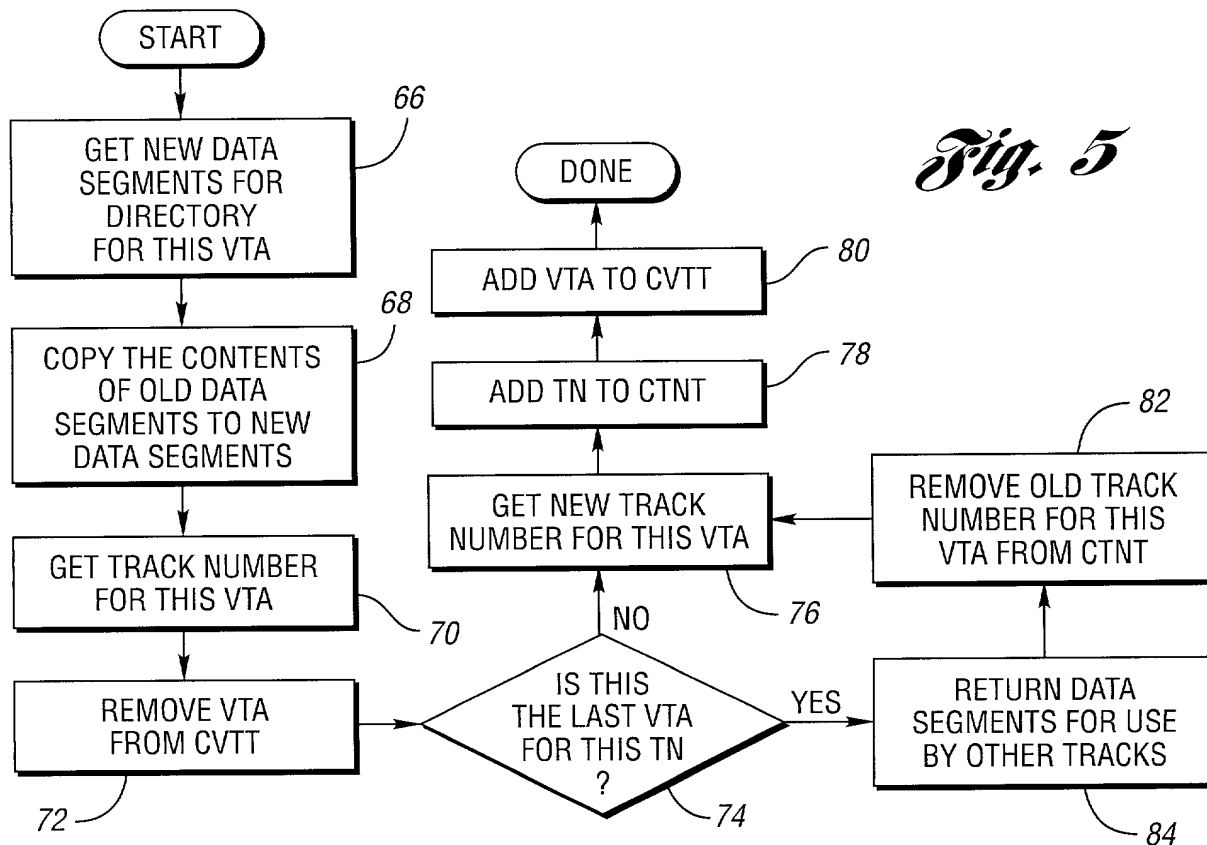 START
66
GET NEW DATA
SEGMENTS FOR
DIRECTORY
FOR THIS VTA
68
COPY THE CONTENTS
OF OLD DATA
SEGMENTS TO NEW
DATA SEGMENTS
GET TRACK NUMBER
FOR THIS VTA
70
REMOVE VTA
FROM CVTT
72
IS THIS
THE LAST VTA
FOR THIS TN
?
74
NO
YES
GET NEW TRACK
NUMBER FOR THIS VTA
76
ADD TN TO CTNT
78
ADD VTA TO CVTT
80
DONE
RETURN DATA
SEGMENTS FOR USE
BY OTHER TRACKS
84
REMOVE OLD TRACK
NUMBER FOR THIS
VTA FROM CTNT
82
Fig. 5